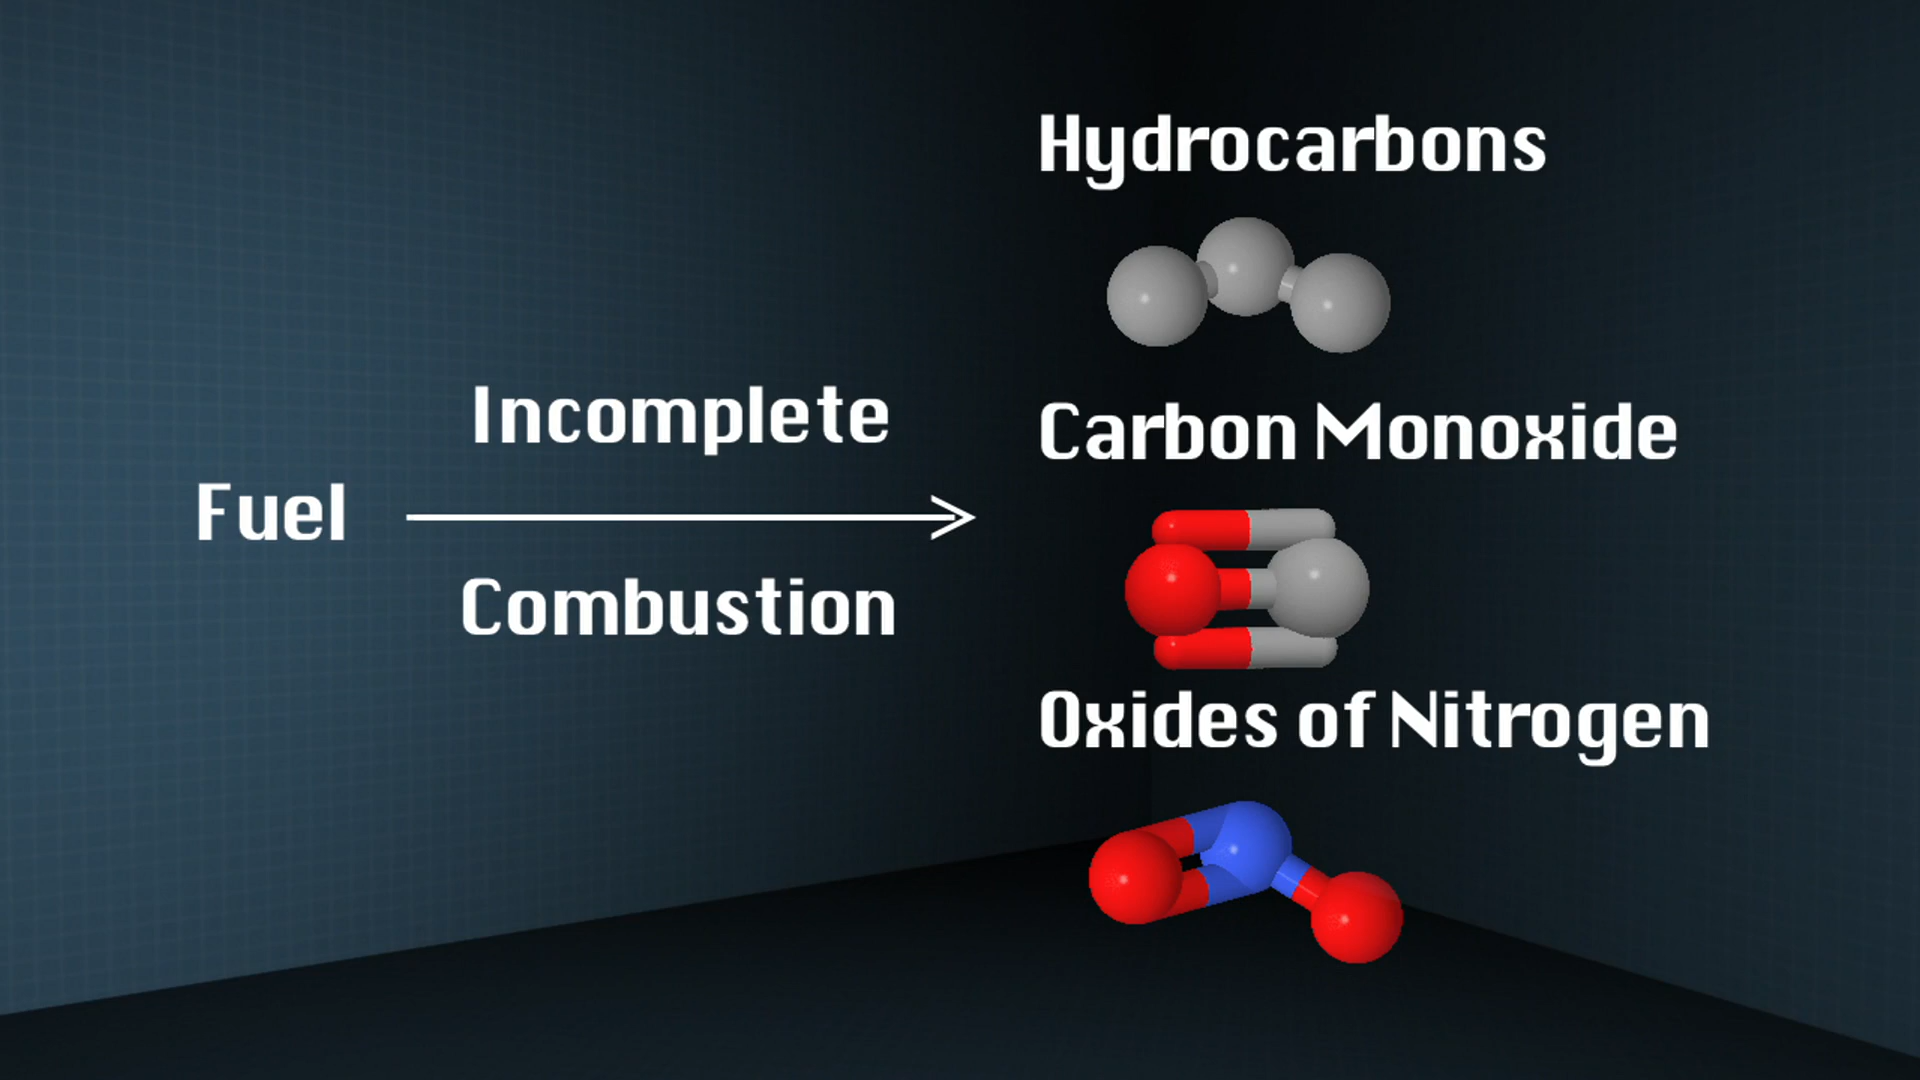 Fuel
Incomplete
Combustion
Hydrocarbons
Carbon Monoxide
Oxides of Nitrogen